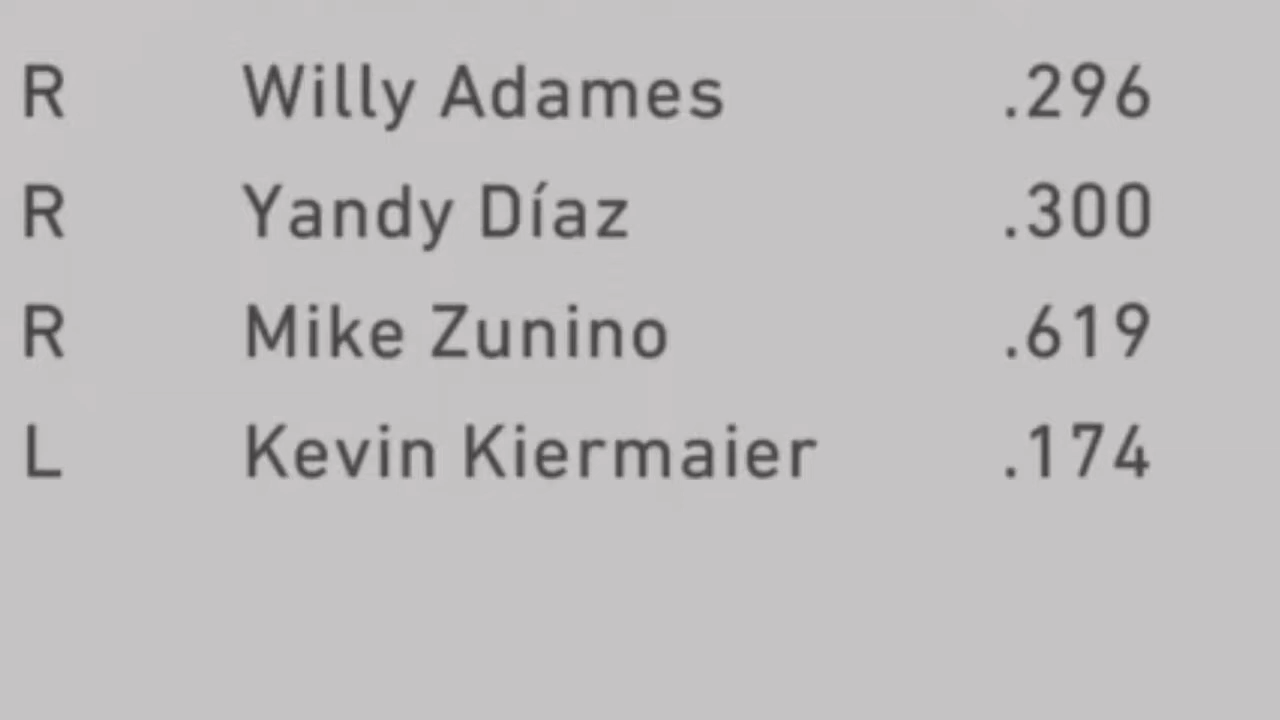 R Willy Adames .296
R Yandy Díaz .300
R Mike Zunino .619
L Kevin Kiermaier .174